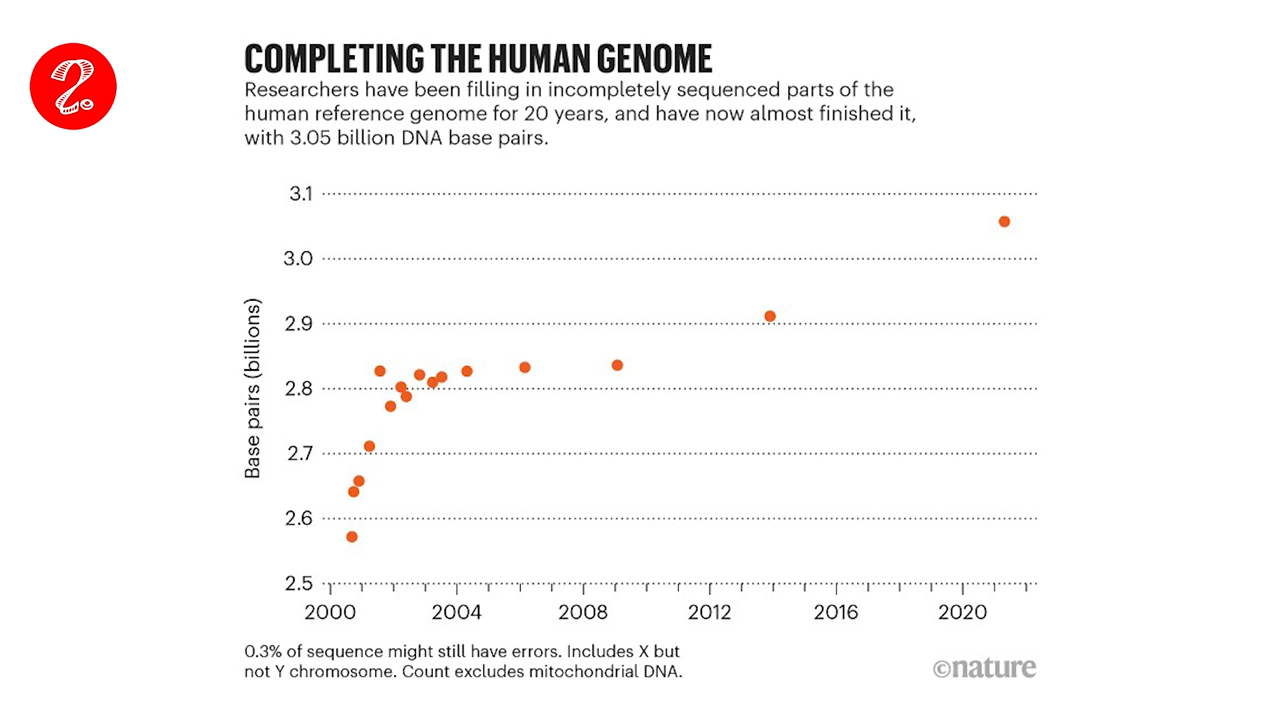 2.
COMPLETING THE HUMAN GENOME
Researchers have been filling in incompletely sequenced parts of the
human reference genome for 20 years, and have now almost finished it,
with 3.05 billion DNA base pairs.
3.1
3.0
2.9
2.8
2.7
2.6
2.5
Base pairs (billions)
2000 2004 2008 2012 2016 2020
0.3% of sequence might still have errors. Includes X but
not Y chromosome. Count excludes mitochondrial DNA.
©nature